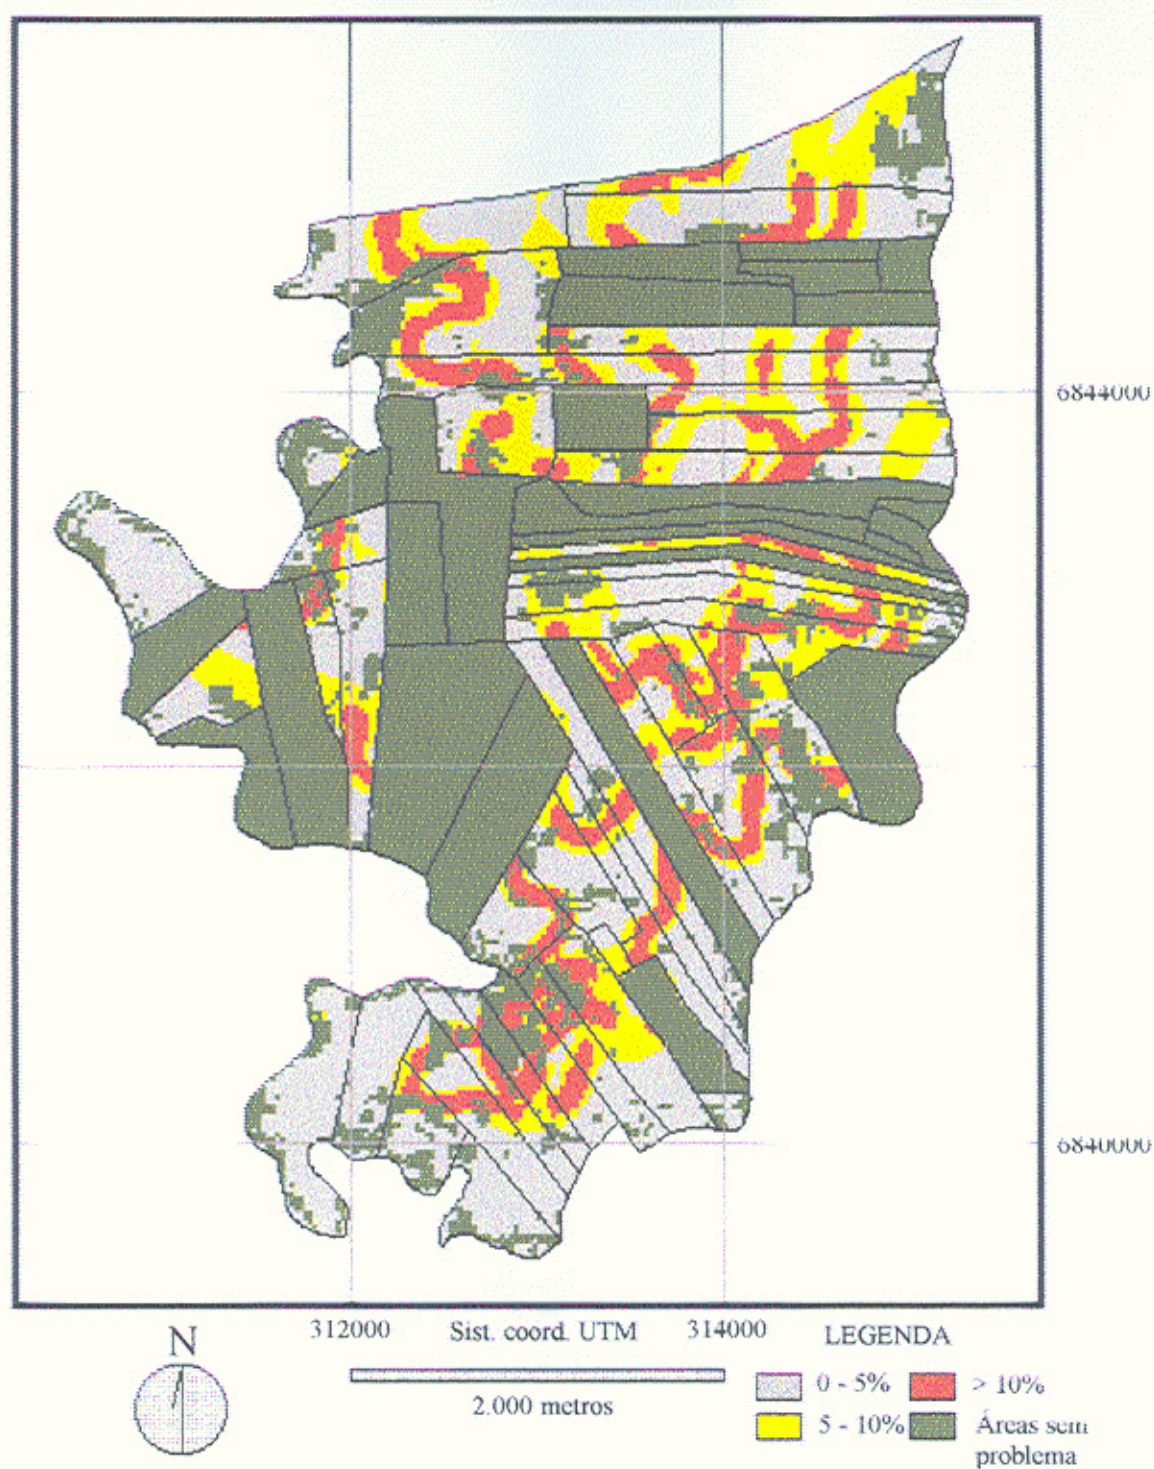 6844000
6840000
N
312000 Sist. coord. UTM 314000 LEGENDA
2.000 metros
0 - 5% > 10%
5 - 10% Áreas sem
problema